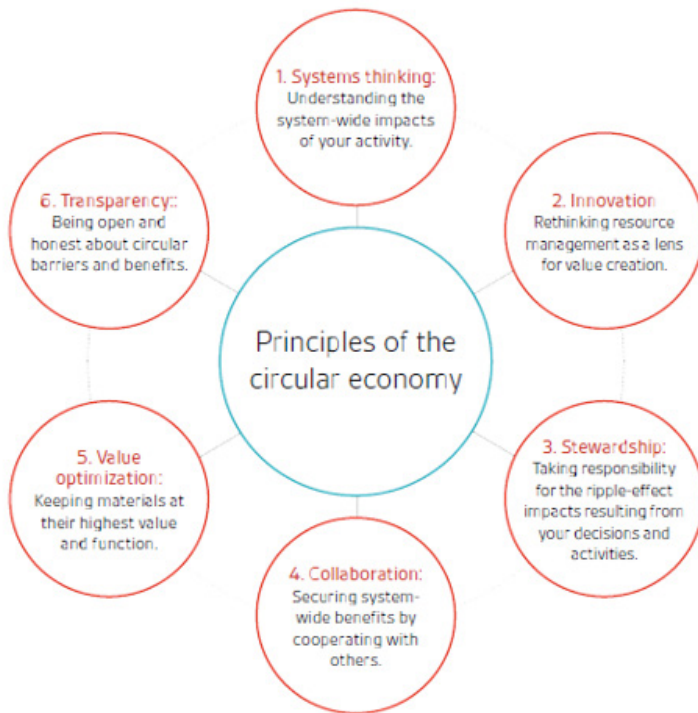 1. Systems thinking:
Understanding the
system-wide impacts
of your activity.
2. Innovation
Rethinking resource
management as a lens
for value creation.
3. Stewardship:
Taking responsibility
for the ripple-effect
impacts resulting from
your decisions and
activities.
4. Collaboration:
Securing system-
wide benefits by
cooperating with
others.
5. Value
optimization:
Keeping materials at
their highest value
and function.
6. Transparency::
Being open and
honest about circular
barriers and benefits.
Principles of the
circular economy